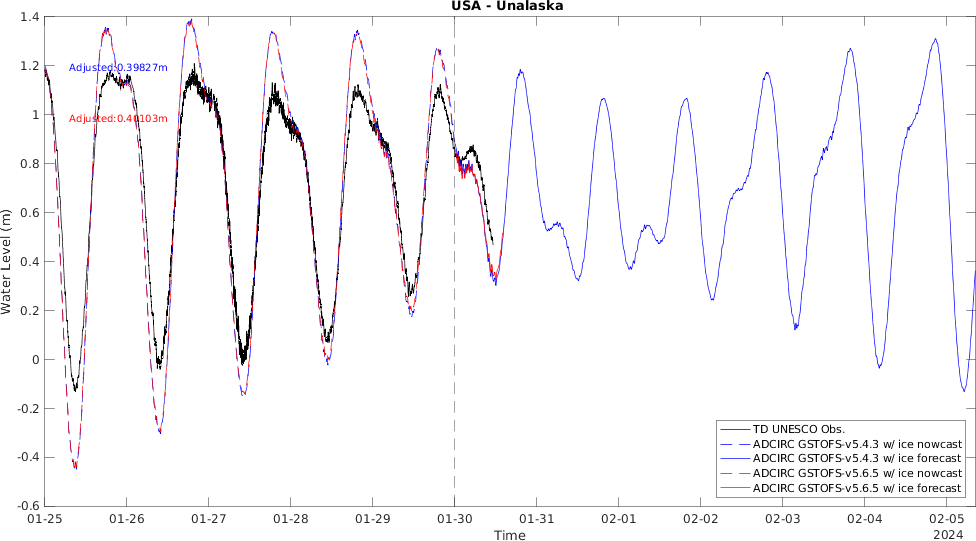 USA - Unalaska
1.4
1.2
1
0.8
0.6
0.4
0.2
0
-0.2
-0.4
-0.6
Water Level (m)
Adjusted:0.39827m
Adjusted:0.40103m
TD UNESCO Obs.
ADCIRC GSTOFS-v5.4.3 w/ ice nowcast
ADCIRC GSTOFS-v5.4.3 w/ ice forecast
ADCIRC GSTOFS-v5.6.5 w/ ice nowcast
ADCIRC GSTOFS-v5.6.5 w/ ice forecast
01-25 01-26 01-27 01-28 01-29 01-30 01-31 02-01 02-02 02-03 02-04 02-05
Time
2024